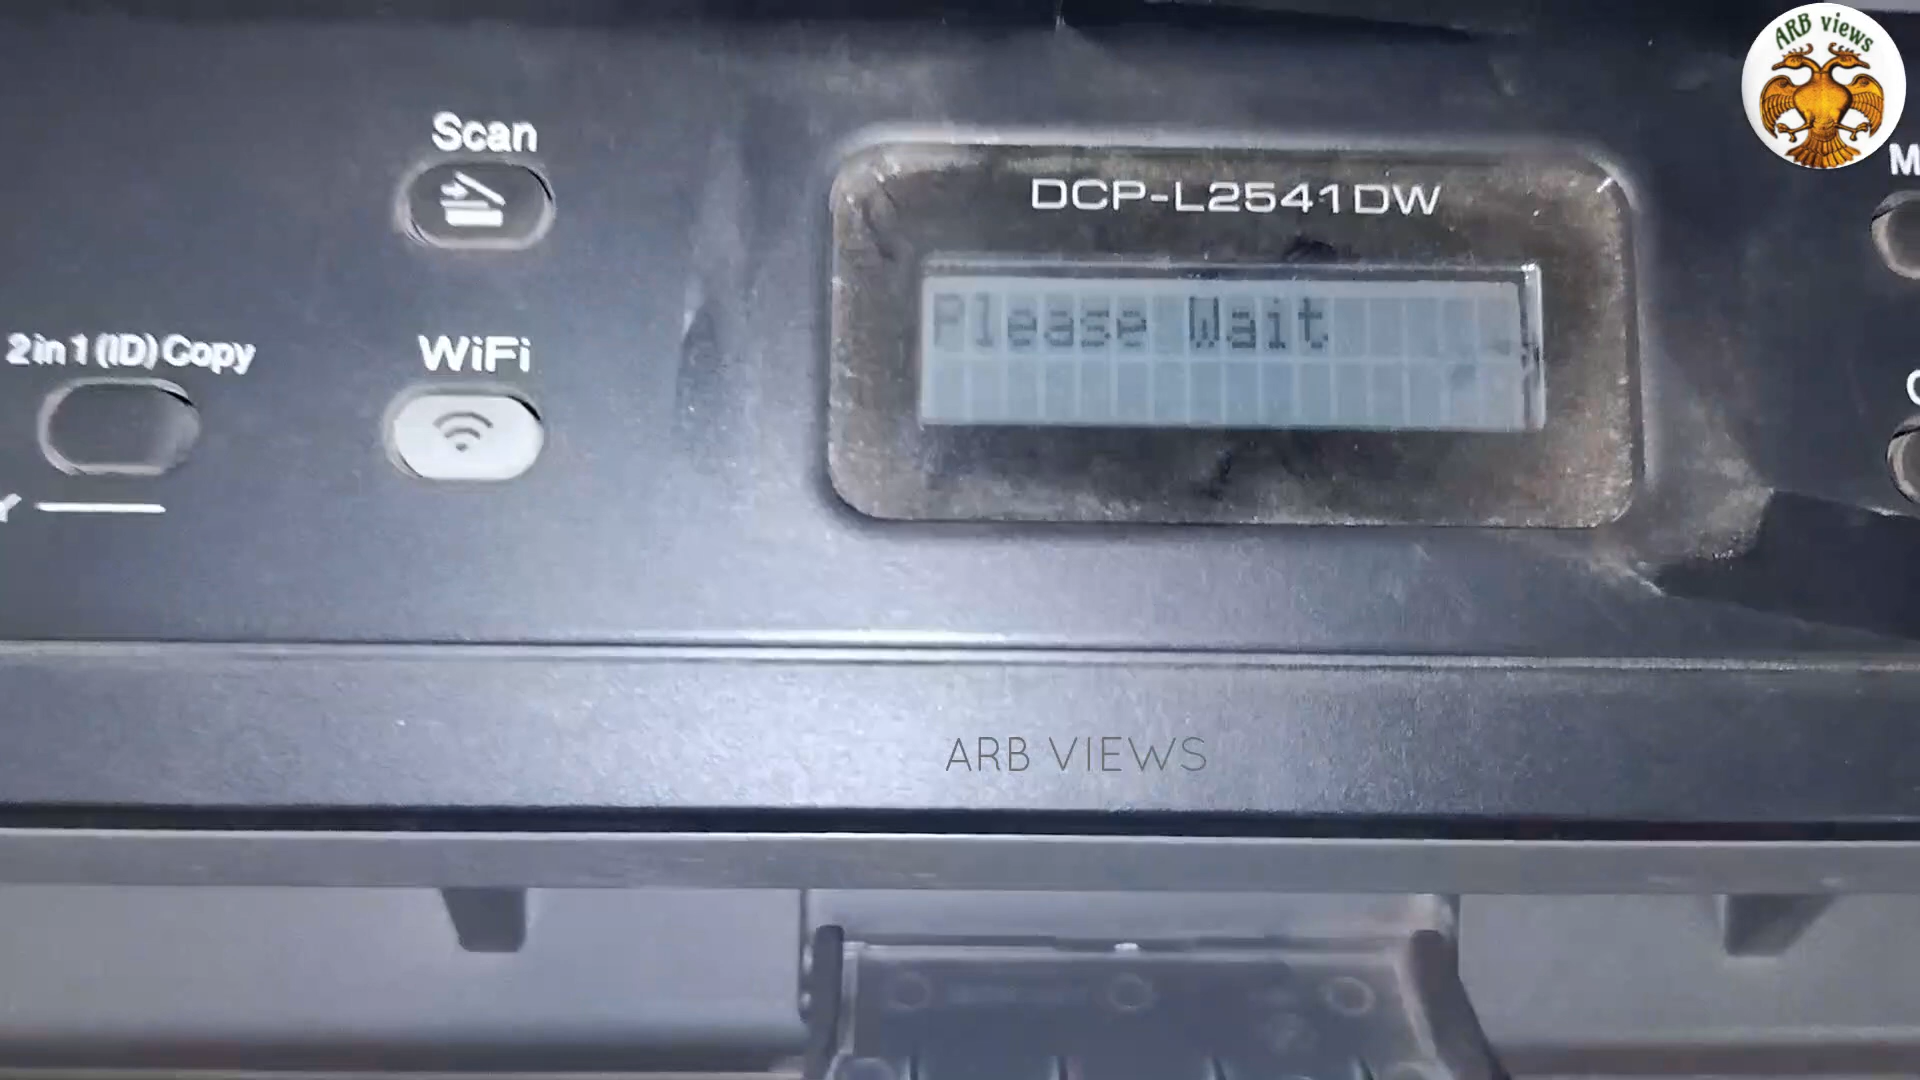 ARB views
Scan
DCP-L2541DW
Please Wait
2 in 1 (ID) Copy
WiFi
ARB VIEWS